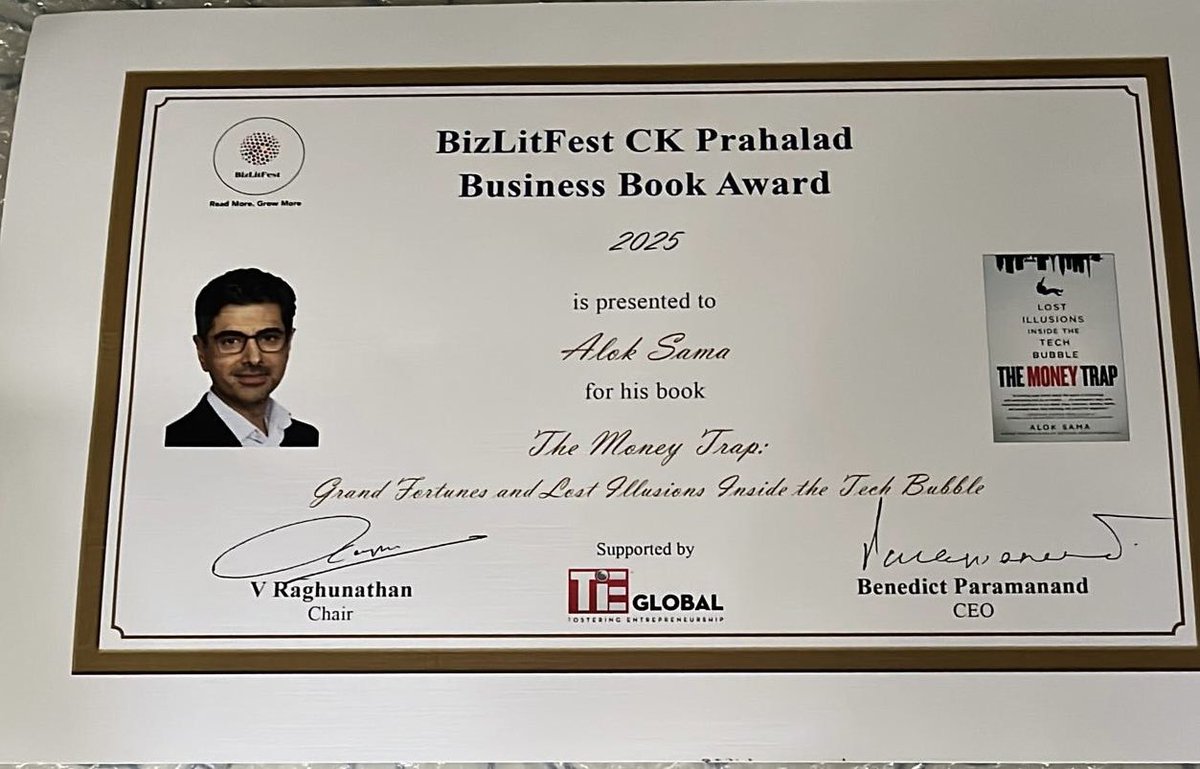 BizLitFest
Read More. Grow More
BizLitFest CK Prahalad
Business Book Award
2025
is presented to
Alok Sama
for his book
The Money Trap:
Grand Fortunes and Lost Illusions Inside the Tech Bubble
LOST
ILLUSIONS
INSIDE THE
TECH
BUBBLE
THE MONEY TRAP
ALOK SAMA
V Raghunathan
Chair
Supported by
TiE GLOBAL
FOSTERING ENTREPRENEURSHIP
Benedict Paramanand
CEO